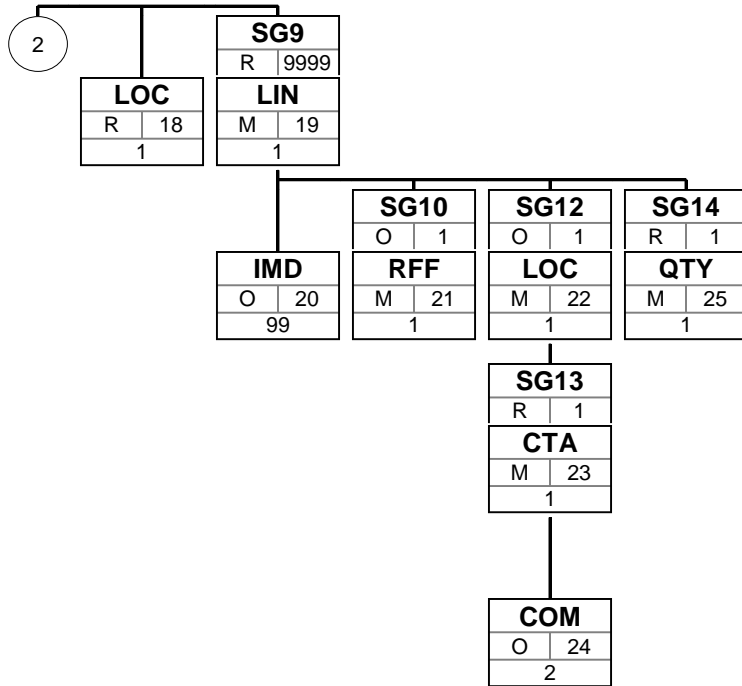 2
SG9
R 9999
LOC
R 18
1
LIN
M 19
1
SG10
O 1
SG12
O 1
SG14
R 1
IMD
O 20
99
RFF
M 21
1
LOC
M 22
1
QTY
M 25
1
SG13
R 1
CTA
M 23
1
COM
O 24
2